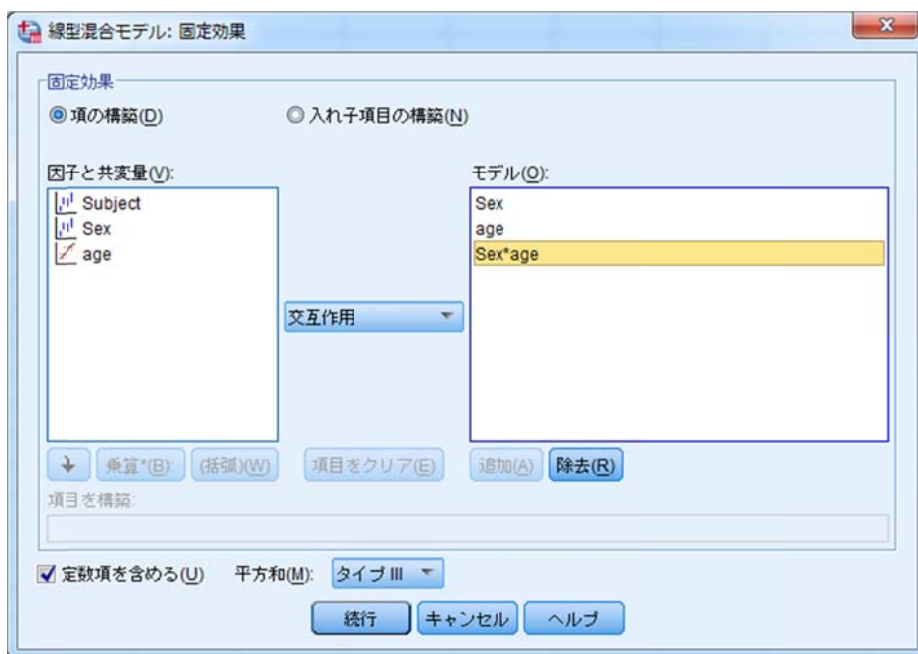 線型混合モデル: 固定効果
固定効果
項の構築(D)
入れ子項目の構築(N)
因子と共変量(V):
Subject
Sex
age
交互作用
モデル(O):
Sex
age
Sex*age
乗算*(B):
(括弧)(W)
項目をクリア(E)
追加(A)
除去(R)
項目を構築:
定数項を含める(U)
平方和(M):
タイプ III
続行
キャンセル
ヘルプ